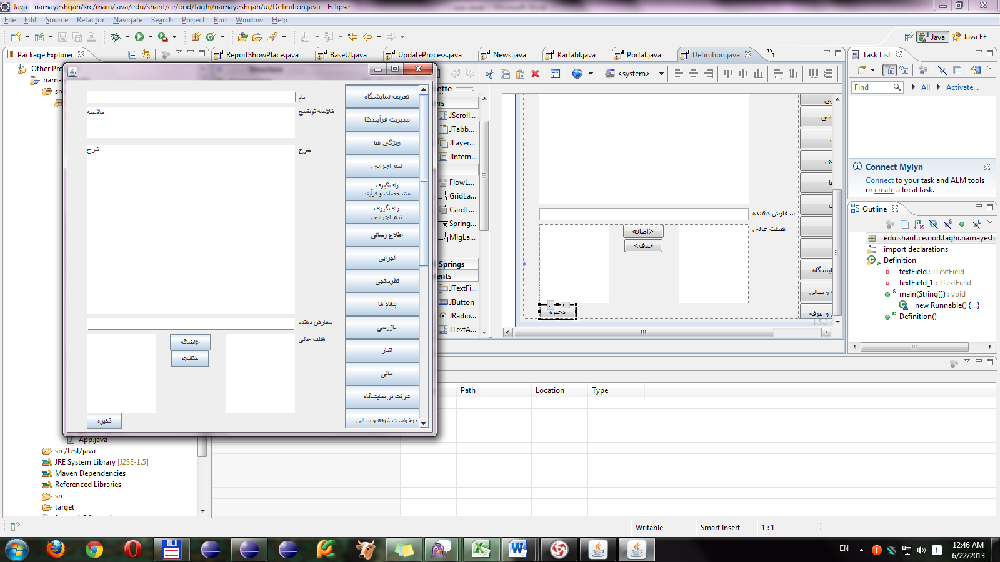 Java - namayeshgah/src/main/java/edu/sharif/ce/ood/taghi/namayeshgah/ui/Definition.java - Eclipse
File Edit Source Refactor Navigate Search Project Run Window Help
Java Java EE
Package Explorer
ReportShowPlace.java BaseUI.java UpdateProcess.java News.java Kartabl.java Portal.java Definition.java »1
Task List
<system>
Find All Activate...
Other Pro
nama
src
نام
خلاصه توضیح
خلاصه
شرح
شرح
سفارش دهنده
هیئت عالی
<اضافه
حذف>
ذخیره
تعریف نمایشگاه
مدیریت فرآیندها
ویژگی ها
تیم اجرایی
رای‌گیری
مشخصات و فرآیند
رای‌گیری
تیم اجرایی
اطلاع رسانی
اجرایی
نظرسنجی
پیغام ها
بازرسی
انبار
مالی
شرکت در نمایشگاه
درخواست غرفه و سالن
ette
rs
JScroll...
JTabb...
JLayer...
JIntern...
FlowL...
GridLa...
CardL...
Spring...
MigLa...
Springs
ents
JTextFi...
JButton
JRadio...
JTextA...
سفارش دهنده
هیئت عالی
<اضافه
حذف>
ذخیره
انی
ها
ایشگاه
و سالن
و غرفه
1.5.2
Connect Mylyn
Connect to your task and ALM tools
or create a local task.
Outline
edu.sharif.ce.ood.taghi.namayesh
import declarations
Definition
textField : JTextField
textField_1 : JTextField
main(String[]) : void
new Runnable() {...}
Definition()
Path Location Type
App.java
src/test/java
JRE System Library [J2SE-1.5]
Maven Dependencies
Referenced Libraries
src
target
Writable Smart Insert 1 : 1
EN 12:46 AM
6/22/2013